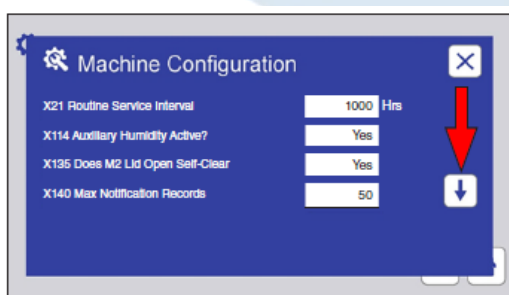 Machine Configuration
X21 Routine Service Interval 1000 Hrs
X114 Auxiliary Humidity Active? Yes
X135 Does M2 Lid Open Self-Clear Yes
X140 Max Notification Records 50